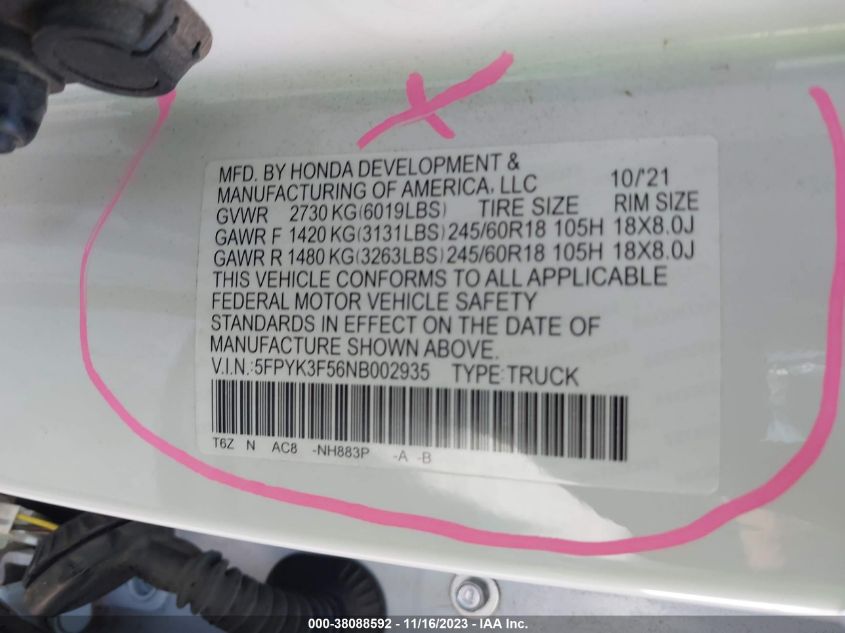 MFD. BY HONDA DEVELOPMENT &
MANUFACTURING OF AMERICA, LLC 10/'21
GVWR 2730 KG(6019LBS) TIRE SIZE RIM SIZE
GAWR F 1420 KG(3131LBS) 245/60R18 105H 18X8.0J
GAWR R 1480 KG(3263LBS) 245/60R18 105H 18X8.0J
THIS VEHICLE CONFORMS TO ALL APPLICABLE
FEDERAL MOTOR VEHICLE SAFETY
STANDARDS IN EFFECT ON THE DATE OF
MANUFACTURE SHOWN ABOVE.
V.I.N.:5FPYK3F56NB002935 TYPE:TRUCK
T6Z N AC8 -NH883P -A -B
000-38088592 - 11/16/2023 - IAA Inc.